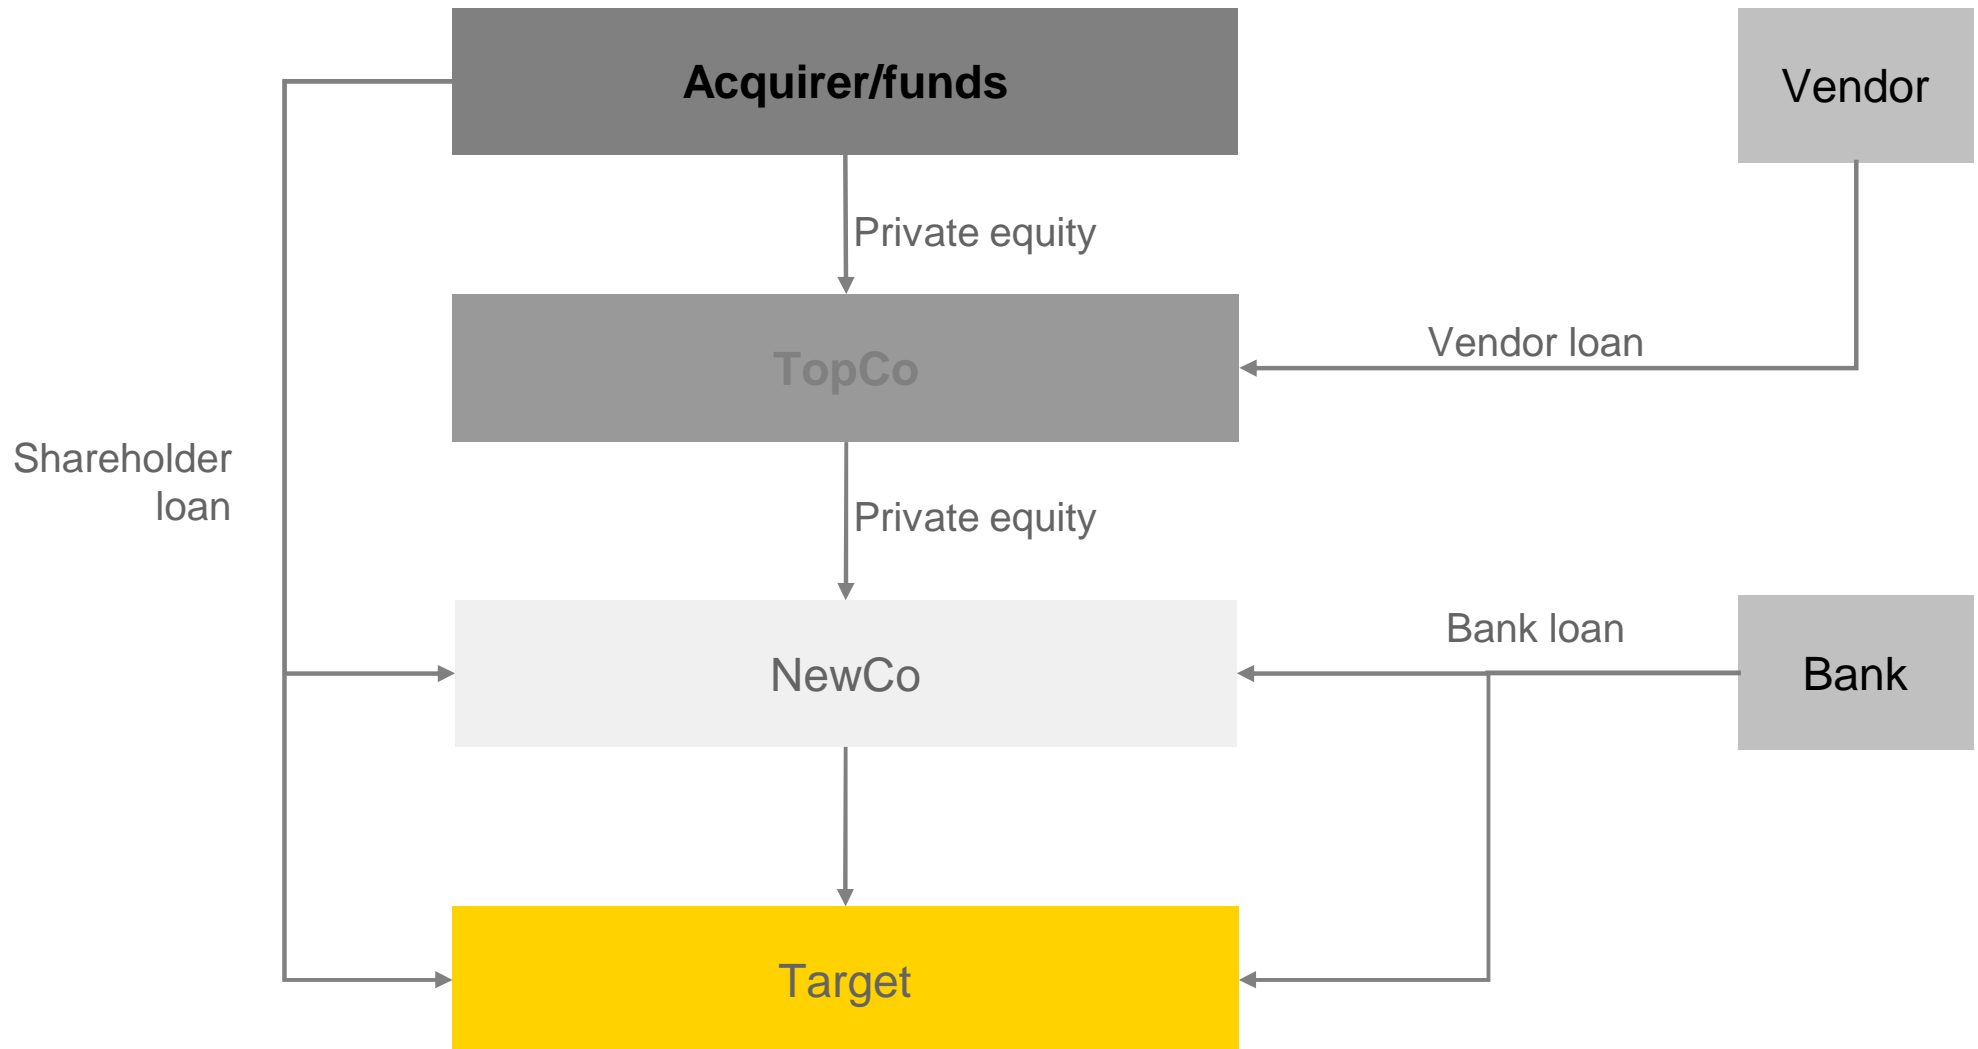 Acquirer/funds
Vendor
Private equity
TopCo
Vendor loan
Shareholder
loan
Private equity
NewCo
Bank loan
Bank
Target